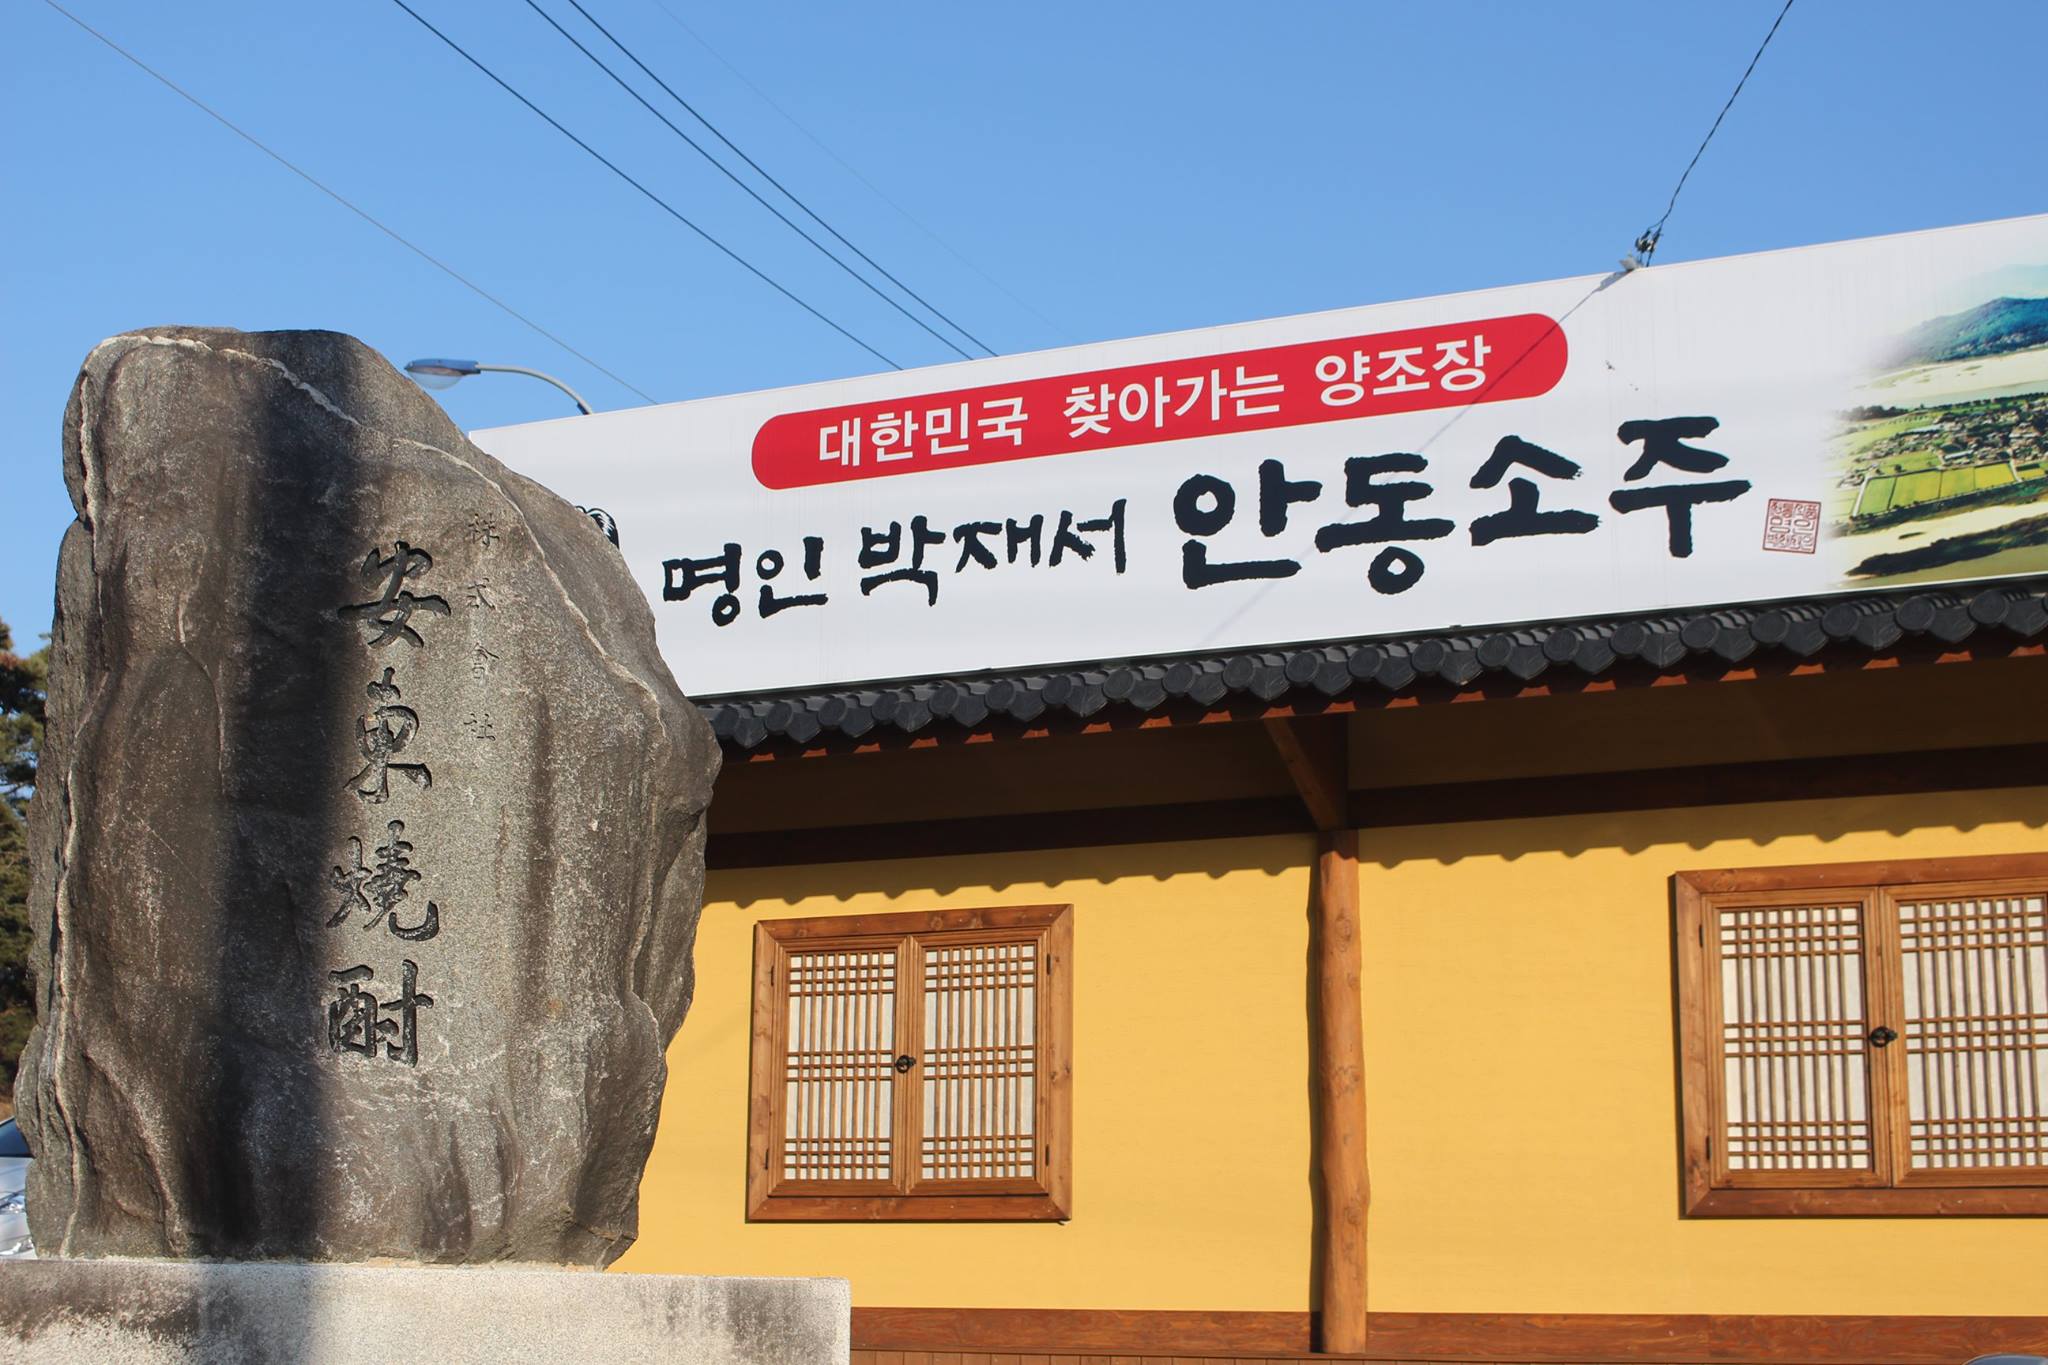 株式會社
安東燒酎
대한민국 찾아가는 양조장
명인 박재서 안동소주